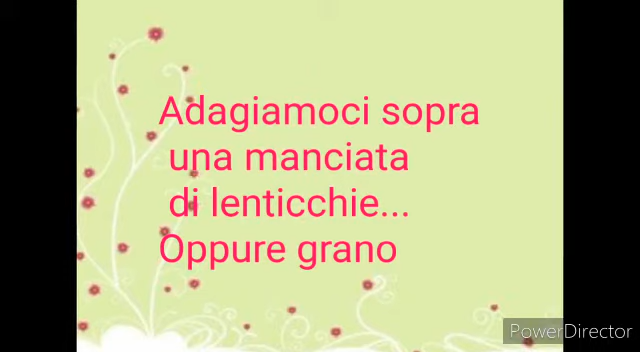 Adagiamoci sopra
una manciata
di lenticchie...
Oppure grano
PowerDirector